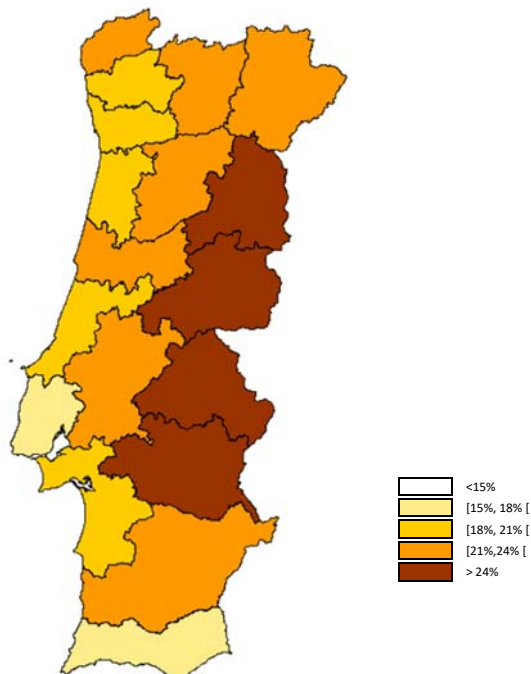 <15%
[15%, 18% [
[18%, 21% [
[21%,24% [
> 24%